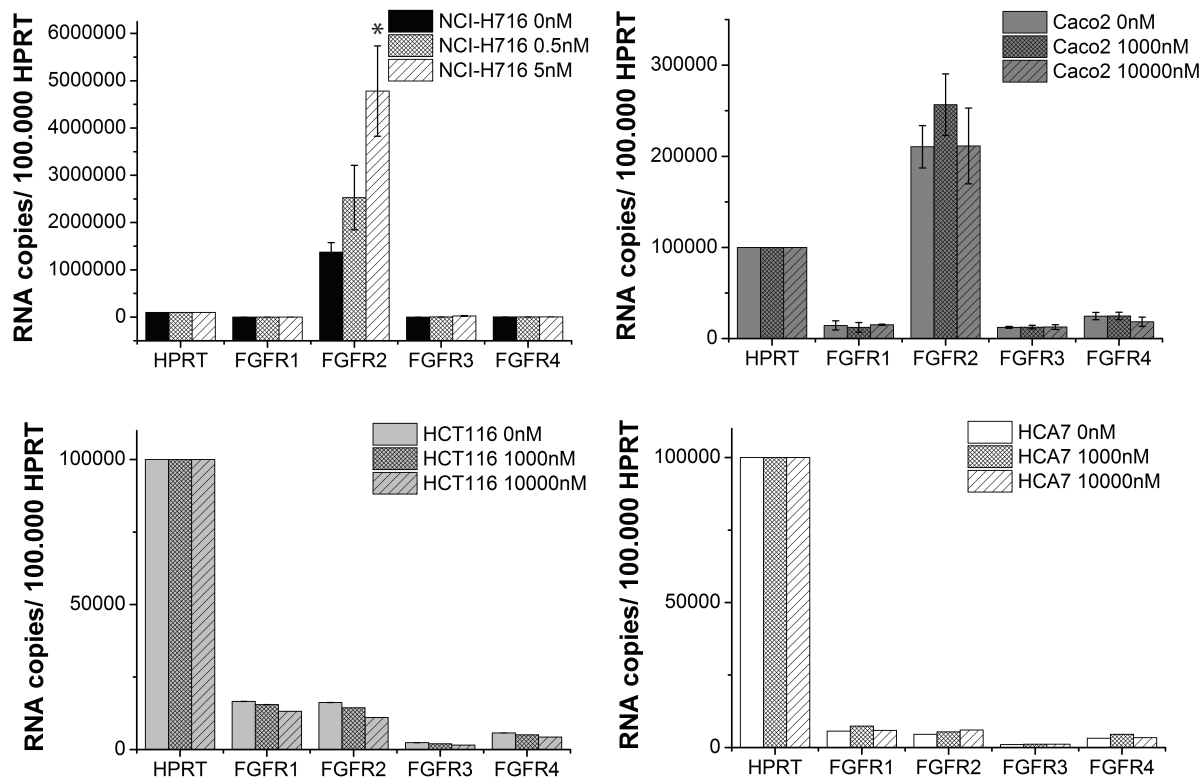 RNA copies/ 100.000 HPRT
6000000
5000000
4000000
3000000
2000000
1000000
0
*
NCI-H716 0nM
NCI-H716 0.5nM
NCI-H716 5nM
HPRT FGFR1 FGFR2 FGFR3 FGFR4
RNA copies/ 100.000 HPRT
300000
200000
100000
0
Caco2 0nM
Caco2 1000nM
Caco2 10000nM
HPRT FGFR1 FGFR2 FGFR3 FGFR4
RNA copies/ 100.000 HPRT
100000
50000
0
HCT116 0nM
HCT116 1000nM
HCT116 10000nM
HPRT FGFR1 FGFR2 FGFR3 FGFR4
RNA copies/ 100.000 HPRT
100000
50000
0
HCA7 0nM
HCA7 1000nM
HCA7 10000nM
HPRT FGFR1 FGFR2 FGFR3 FGFR4